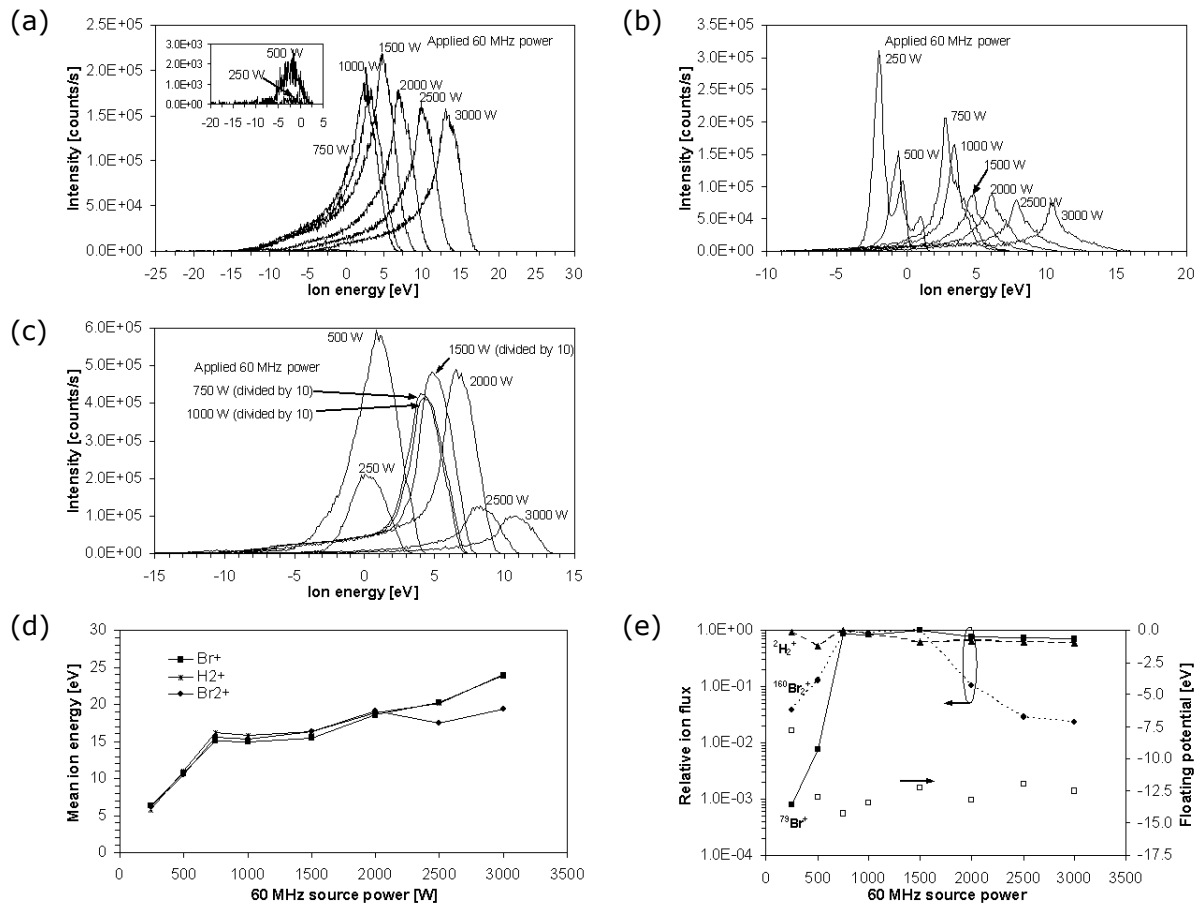 (a)
2.5E+05
2.0E+05
1.5E+05
1.0E+05
5.0E+04
0.0E+00
Intensity [counts/s]
3.0E+03
2.0E+03
1.0E+03
0.0E+00
500 W
250 W
-20 -15 -10 -5 0 5
Applied 60 MHz power
1500 W
1000 W
2000 W
2500 W
3000 W
750 W
-25 -20 -15 -10 -5 0 5 10 15 20 25 30
Ion energy [eV]
(b)
3.5E+05
3.0E+05
2.5E+05
2.0E+05
1.5E+05
1.0E+05
5.0E+04
0.0E+00
Intensity [counts/s]
Applied 60 MHz power
250 W
750 W
500 W
1000 W
1500 W
2000 W
2500 W
3000 W
-10 -5 0 5 10 15 20
Ion energy [eV]
(c)
6.0E+05
5.0E+05
4.0E+05
3.0E+05
2.0E+05
1.0E+05
0.0E+00
Intensity [counts/s]
500 W
1500 W (divided by 10)
Applied 60 MHz power
2000 W
750 W (divided by 10)
1000 W (divided by 10)
250 W
2500 W
3000 W
-15 -10 -5 0 5 10 15
Ion energy [eV]
(d)
30
25
20
15
10
5
0
Mean ion energy [eV]
Br+
H2+
Br2+
0 500 1000 1500 2000 2500 3000 3500
60 MHz source power [W]
(e)
1.0E+00
1.0E-01
1.0E-02
1.0E-03
1.0E-04
Relative ion flux
²H₂⁺
¹⁶⁰Br₂⁺
⁷⁹Br⁺
0.0
-2.5
-5.0
-7.5
-10.0
-12.5
-15.0
-17.5
Floating potential [eV]
0 500 1000 1500 2000 2500 3000 3500
60 MHz source power